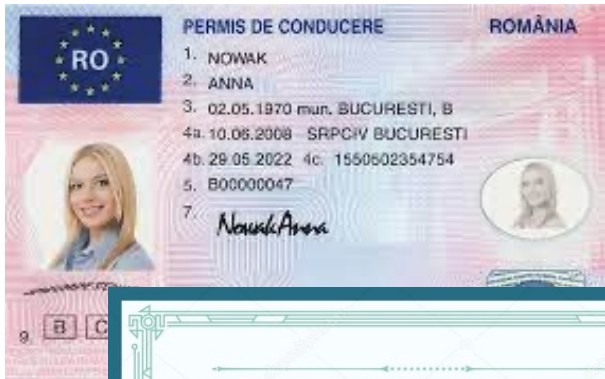 RO
PERMIS DE CONDUCERE ROMÂNIA
1. NOWAK
2. ANNA
3. 02.05.1970 mun. BUCURESTI, B
4a. 10.06.2008 SRPCIV BUCURESTI
4b. 29.05.2022 4c. 1550602354754
5. B00000047
7. NowakAnna
9. B C